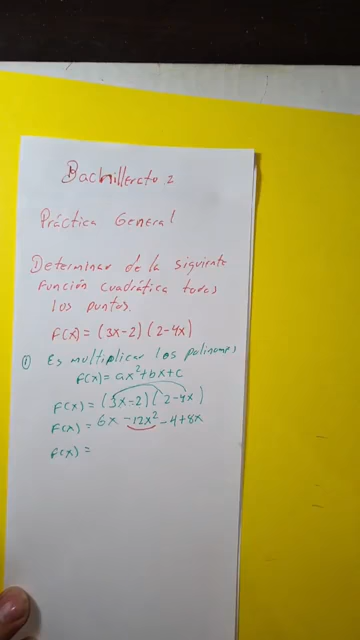 Bachillerato 2
Práctica General
Determinar de la siguiente
función cuadrática todos
los puntos.
F(x) = (3x-2) (2-4x)
① Es multiplicar los polinomes
F(x) = ax²+bx+c
F(x) = (3x-2) (2-4x)
F(x) = 6x -12x² -4+8x
F(x) =